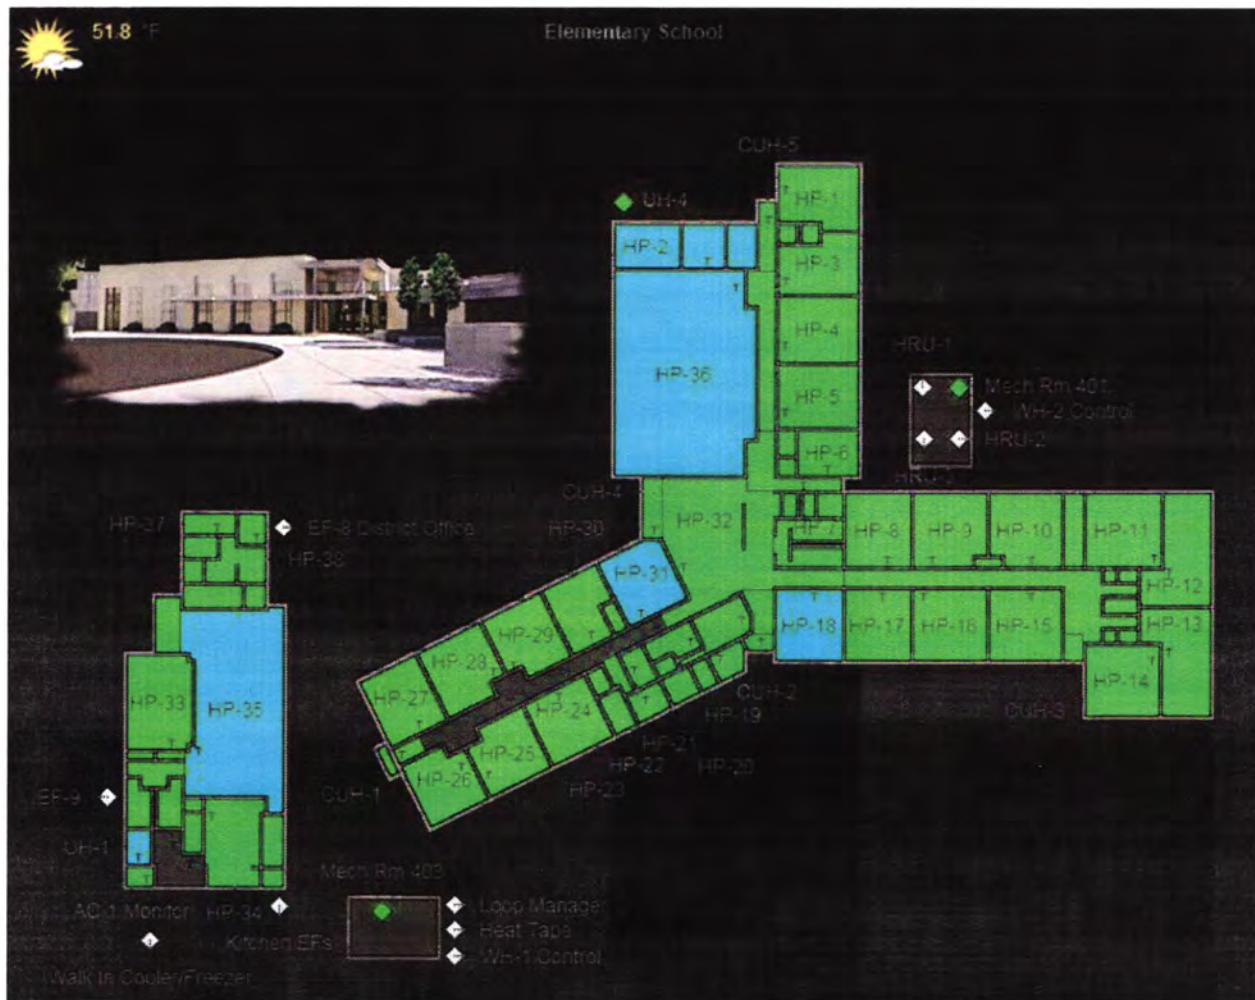 51.8 °F
Elementary School
CUH-5
UH-4
HP-1
HP-2
HP-3
HP-4
HP-36
HRU-1
HP-5
Mech Rm 401
WH-2 Control
HP-6
HRU-2
CUH-4
HP-37
EF-8 District Office
HP-30
HP-32
HP-7
HP-8
HP-9
HP-10
HP-11
HP-38
HP-31
HP-12
HP-29
HP-18
HP-17
HP-16
HP-15
HP-13
HP-28
HP-33
HP-35
HP-27
HP-24
CUH-2
HP-14
HP-19
CUH-3
HP-25
HP-21
HP-22
HP-20
HP-26
HP-23
EF-9
CUH-1
UH-1
Mech Rm 403
AC-1 Monitor
HP-34
Loop Manager
Heat Tape
Kitchen EFs
WH-1 Control
Walk In Cooler/Freezer